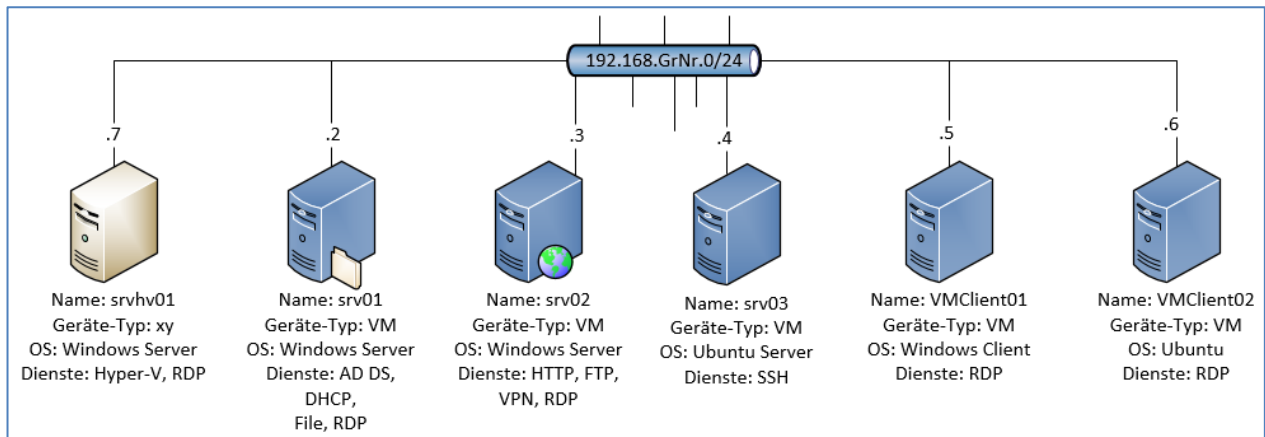 192.168.GrNr.0/24
.7
.2
.3
.4
.5
.6
Name: srvhv01
Geräte-Typ: xy
OS: Windows Server
Dienste: Hyper-V, RDP
Name: srv01
Geräte-Typ: VM
OS: Windows Server
Dienste: AD DS,
DHCP,
File, RDP
Name: srv02
Geräte-Typ: VM
OS: Windows Server
Dienste: HTTP, FTP,
VPN, RDP
Name: srv03
Geräte-Typ: VM
OS: Ubuntu Server
Dienste: SSH
Name: VMClient01
Geräte-Typ: VM
OS: Windows Client
Dienste: RDP
Name: VMClient02
Geräte-Typ: VM
OS: Ubuntu
Dienste: RDP